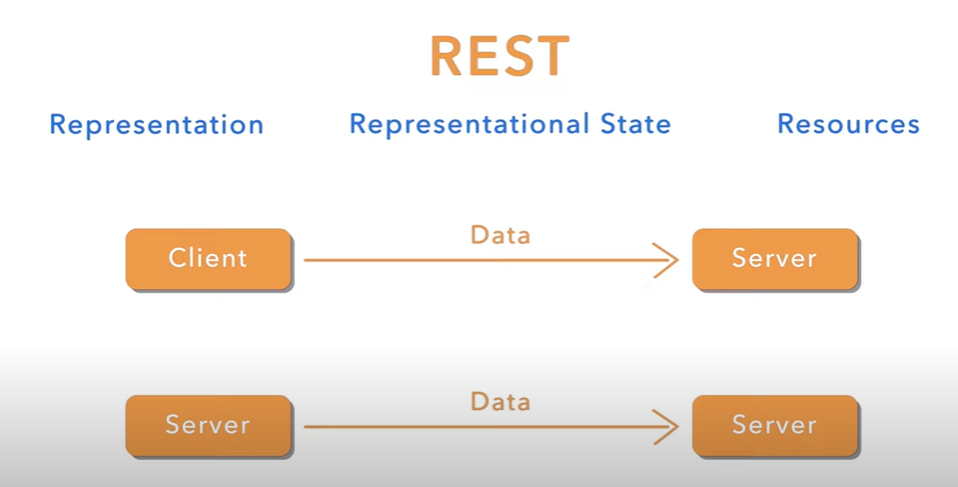 REST
Representation Representational State Resources
Data
Client Server
Data
Server Server